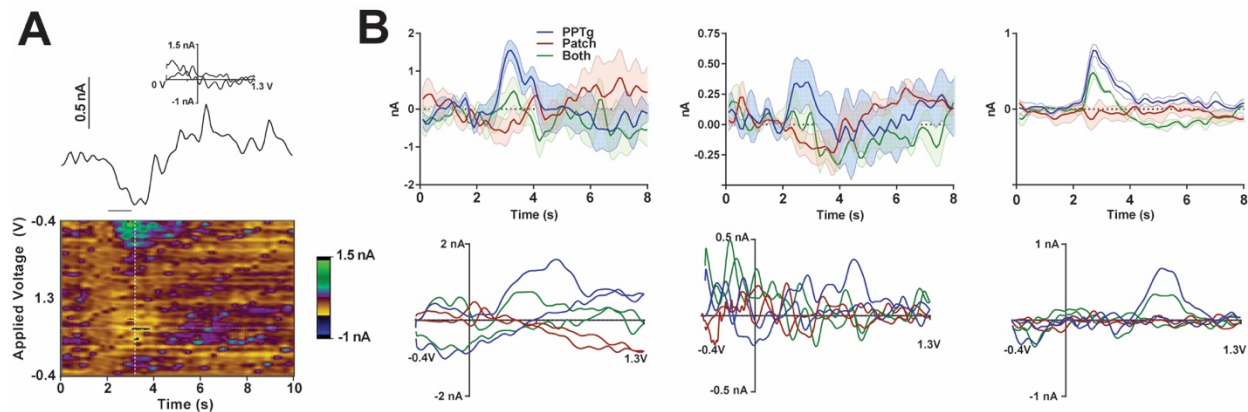 A
B
1.5 nA
0 V
1.3 V
-1 nA
0.5 nA
-0.4
1.3
-0.4
Applied Voltage (V)
0
2
4
6
8
10
Time (s)
1.5 nA
-1 nA
PPTg
Patch
Both
2
1
0
-1
-2
nA
0
2
4
6
8
Time (s)
0.75
0.50
0.25
0.00
-0.25
nA
0
2
4
6
8
Time (s)
1
0
-1
nA
0
2
4
6
8
Time (s)
2 nA
-0.4V
1.3V
-2 nA
0.5 nA
-0.4V
1.3V
-0.5 nA
1 nA
-0.4V
1.3V
-1 nA